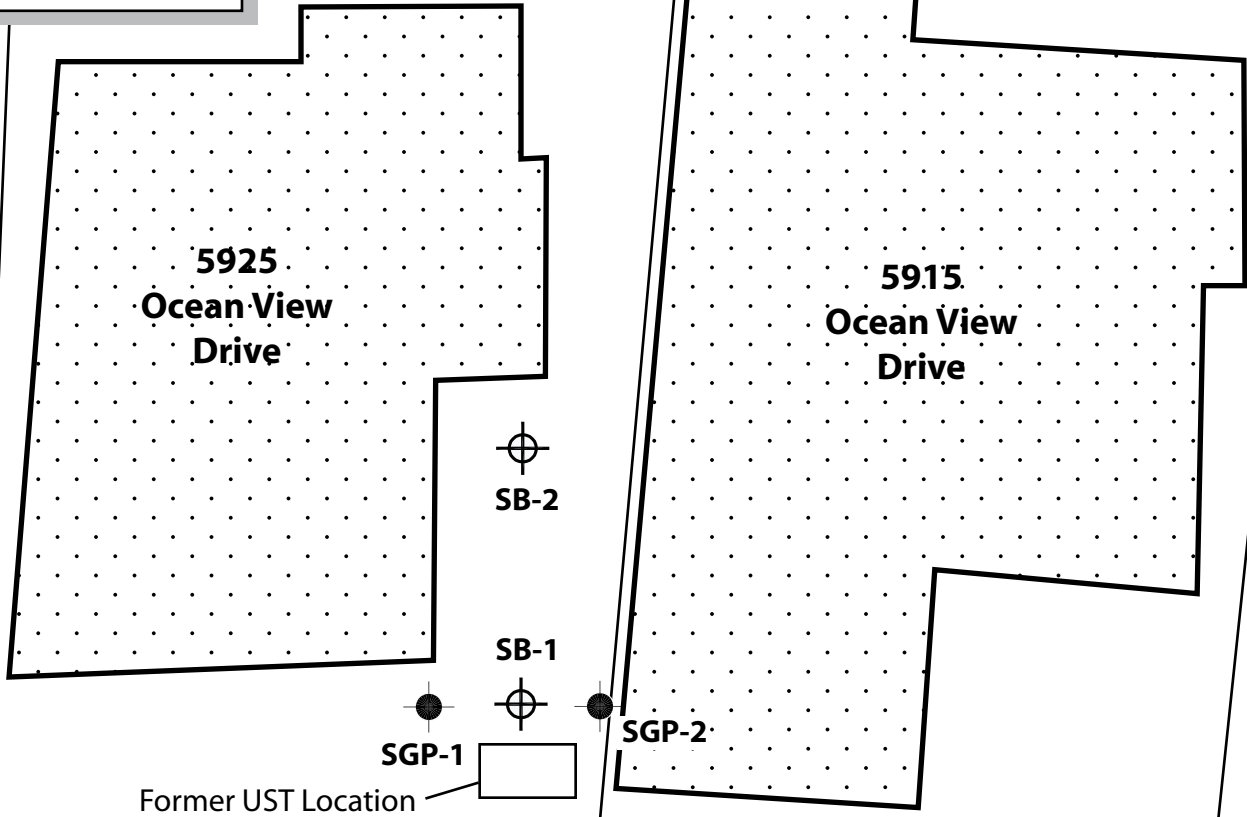 5925
Ocean View
Drive
5915
Ocean View
Drive
SB-2
SB-1
SGP-2
SGP-1
Former UST Location